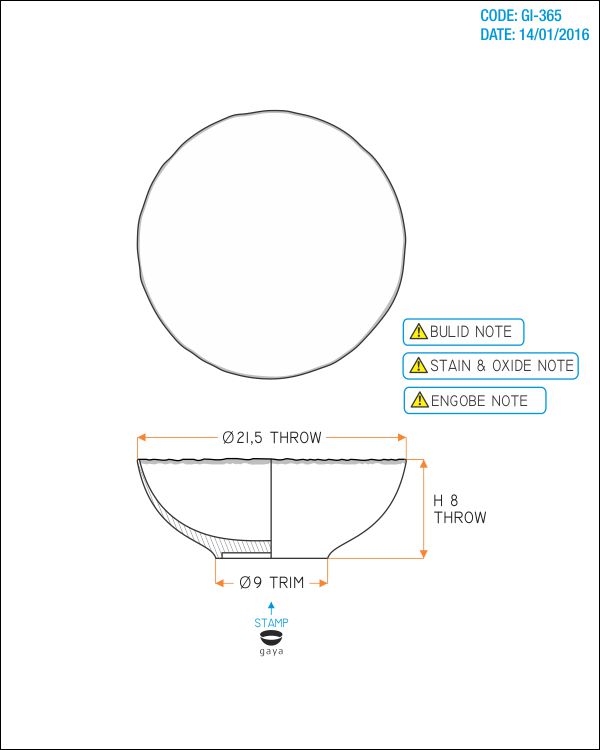 CODE: GI-365
DATE: 14/01/2016
BULID NOTE
STAIN & OXIDE NOTE
ENGOBE NOTE
Ø21,5 THROW
H 8
THROW
Ø9 TRIM
STAMP
gaya